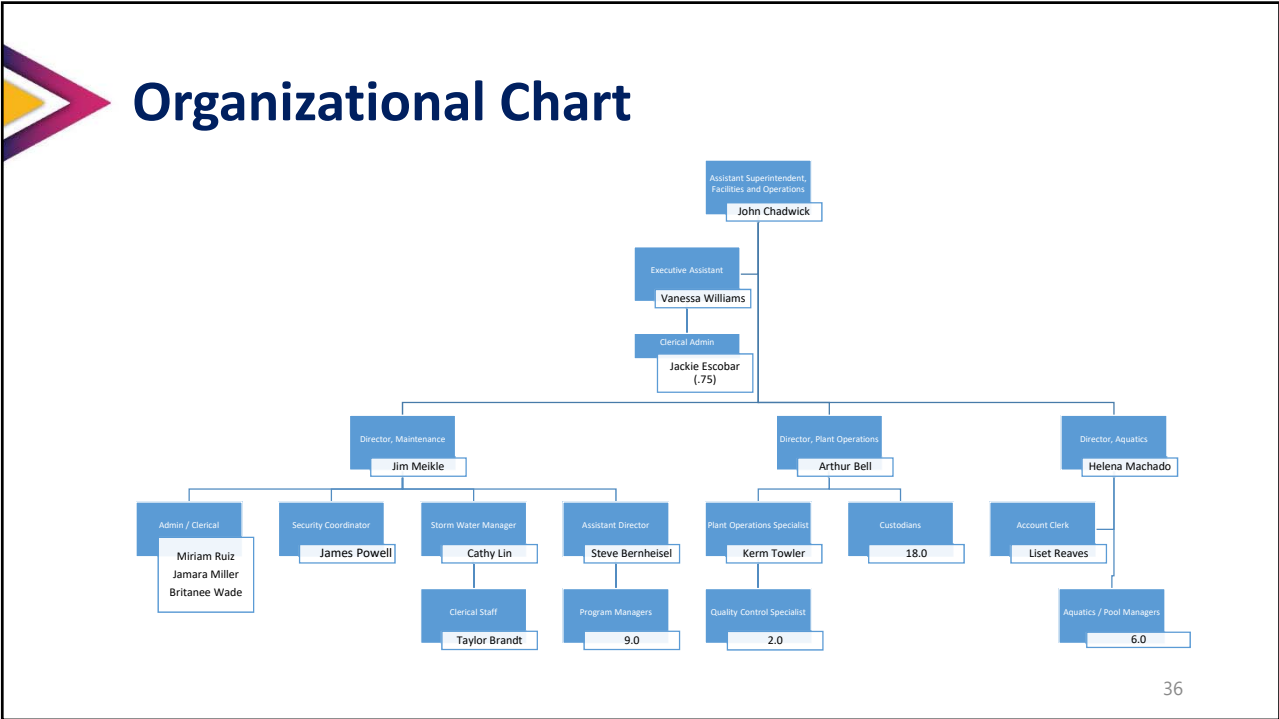 Organizational Chart
Assistant Superintendent,
Facilities and Operations
John Chadwick
Executive Assistant
Vanessa Williams
Clerical Admin
Jackie Escobar
(.75)
Director, Maintenance
Jim Meikle
Director, Plant Operations
Arthur Bell
Director, Aquatics
Helena Machado
Admin / Clerical
Miriam Ruiz
Jamara Miller
Britanee Wade
Security Coordinator
James Powell
Storm Water Manager
Cathy Lin
Assistant Director
Steve Bernheisel
Plant Operations Specialist
Kerm Towler
Custodians
18.0
Account Clerk
Liset Reaves
Clerical Staff
Taylor Brandt
Program Managers
9.0
Quality Control Specialist
2.0
Aquatics / Pool Managers
6.0
36